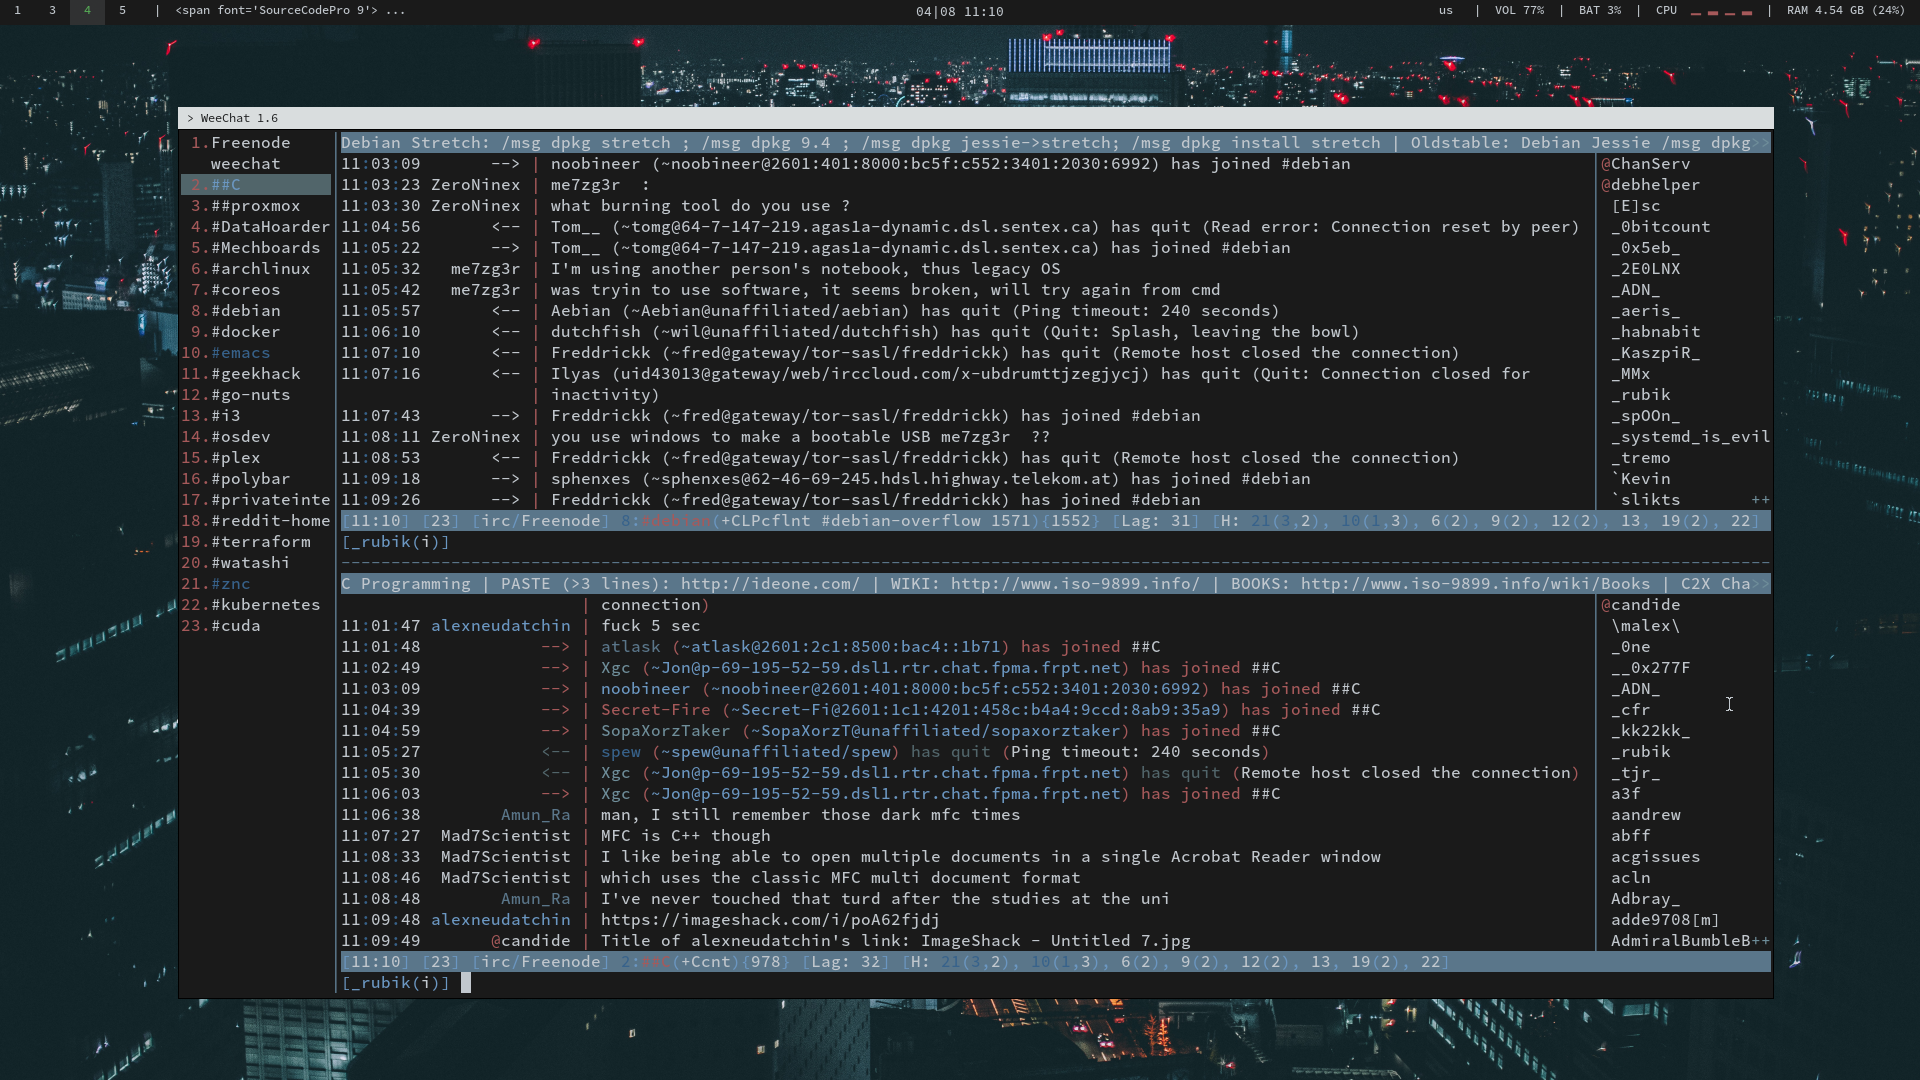 1 3 4 5 | <span font='SourceCodePro 9'> ...
04|08 11:10
us | VOL 77% | BAT 3% | CPU | RAM 4.54 GB (24%)
> WeeChat 1.6
1.Freenode
weechat
2.##C
3.##proxmox
4.#DataHoarder
5.#Mechboards
6.#archlinux
7.#coreos
8.#debian
9.#docker
10.#emacs
11.#geekhack
12.#go-nuts
13.#i3
14.#osdev
15.#plex
16.#polybar
17.#privateinte
18.#reddit-home
19.#terraform
20.#watashi
21.#znc
22.#kubernetes
23.#cuda
Debian Stretch: /msg dpkg stretch ; /msg dpkg 9.4 ; /msg dpkg jessie->stretch; /msg dpkg install stretch | Oldstable: Debian Jessie /msg dpkg>>
11:03:09 --> | noobineer (~noobineer@2601:401:8000:bc5f:c552:3401:2030:6992) has joined #debian
11:03:23 ZeroNinex | me7zg3r  :
11:03:30 ZeroNinex | what burning tool do you use ?
11:04:56 <-- | Tom__ (~tomg@64-7-147-219.agas1a-dynamic.dsl.sentex.ca) has quit (Read error: Connection reset by peer)
11:05:22 --> | Tom__ (~tomg@64-7-147-219.agas1a-dynamic.dsl.sentex.ca) has joined #debian
11:05:32 me7zg3r | I'm using another person's notebook, thus legacy OS
11:05:42 me7zg3r | was tryin to use software, it seems broken, will try again from cmd
11:05:57 <-- | Aebian (~Aebian@unaffiliated/aebian) has quit (Ping timeout: 240 seconds)
11:06:10 <-- | dutchfish (~wil@unaffiliated/dutchfish) has quit (Quit: Splash, leaving the bowl)
11:07:10 <-- | Freddrickk (~fred@gateway/tor-sasl/freddrickk) has quit (Remote host closed the connection)
11:07:16 <-- | Ilyas (uid43013@gateway/web/irccloud.com/x-ubdrumttjzegjycj) has quit (Quit: Connection closed for
| inactivity)
11:07:43 --> | Freddrickk (~fred@gateway/tor-sasl/freddrickk) has joined #debian
11:08:11 ZeroNinex | you use windows to make a bootable USB me7zg3r  ??
11:08:53 <-- | Freddrickk (~fred@gateway/tor-sasl/freddrickk) has quit (Remote host closed the connection)
11:09:18 --> | sphenxes (~sphenxes@62-46-69-245.hdsl.highway.telekom.at) has joined #debian
11:09:26 --> | Freddrickk (~fred@gateway/tor-sasl/freddrickk) has joined #debian
@ChanServ
@debhelper
[E]sc
_0bitcount
_0x5eb_
_2E0LNX
_ADN_
_aeris_
_habnabit
_KaszpiR_
_MMx
_rubik
_spOOn_
_systemd_is_evil
_tremo
`Kevin
`slikts ++
[11:10] [23] [irc/Freenode] 8:#debian(+CLPcflnt #debian-overflow 1571){1552} [Lag: 31] [H: 21(3,2), 10(1,3), 6(2), 9(2), 12(2), 13, 19(2), 22]
[_rubik(i)]
C Programming | PASTE (>3 lines): http://ideone.com/ | WIKI: http://www.iso-9899.info/ | BOOKS: http://www.iso-9899.info/wiki/Books | C2X Cha>>
| connection)
11:01:47 alexneudatchin | fuck 5 sec
11:01:48 --> | atlask (~atlask@2601:2c1:8500:bac4::1b71) has joined ##C
11:02:49 --> | Xgc (~Jon@p-69-195-52-59.dsl1.rtr.chat.fpma.frpt.net) has joined ##C
11:03:09 --> | noobineer (~noobineer@2601:401:8000:bc5f:c552:3401:2030:6992) has joined ##C
11:04:39 --> | Secret-Fire (~Secret-Fi@2601:1c1:4201:458c:b4a4:9ccd:8ab9:35a9) has joined ##C
11:04:59 --> | SopaXorzTaker (~SopaXorzT@unaffiliated/sopaxorztaker) has joined ##C
11:05:27 <-- | spew (~spew@unaffiliated/spew) has quit (Ping timeout: 240 seconds)
11:05:30 <-- | Xgc (~Jon@p-69-195-52-59.dsl1.rtr.chat.fpma.frpt.net) has quit (Remote host closed the connection)
11:06:03 --> | Xgc (~Jon@p-69-195-52-59.dsl1.rtr.chat.fpma.frpt.net) has joined ##C
11:06:38 Amun_Ra | man, I still remember those dark mfc times
11:07:27 Mad7Scientist | MFC is C++ though
11:08:33 Mad7Scientist | I like being able to open multiple documents in a single Acrobat Reader window
11:08:46 Mad7Scientist | which uses the classic MFC multi document format
11:08:48 Amun_Ra | I've never touched that turd after the studies at the uni
11:09:48 alexneudatchin | https://imageshack.com/i/poA62fjdj
11:09:49 @candide | Title of alexneudatchin's link: ImageShack - Untitled 7.jpg
@candide
\malex\
_0ne
__0x277F
_ADN_
_cfr
_kk22kk_
_rubik
_tjr_
a3f
aandrew
abff
acgissues
acln
Adbray_
adde9708[m]
AdmiralBumbleB++
[11:10] [23] [irc/Freenode] 2:##C(+Ccnt){978} [Lag: 32] [H: 21(3,2), 10(1,3), 6(2), 9(2), 12(2), 13, 19(2), 22]
[_rubik(i)]